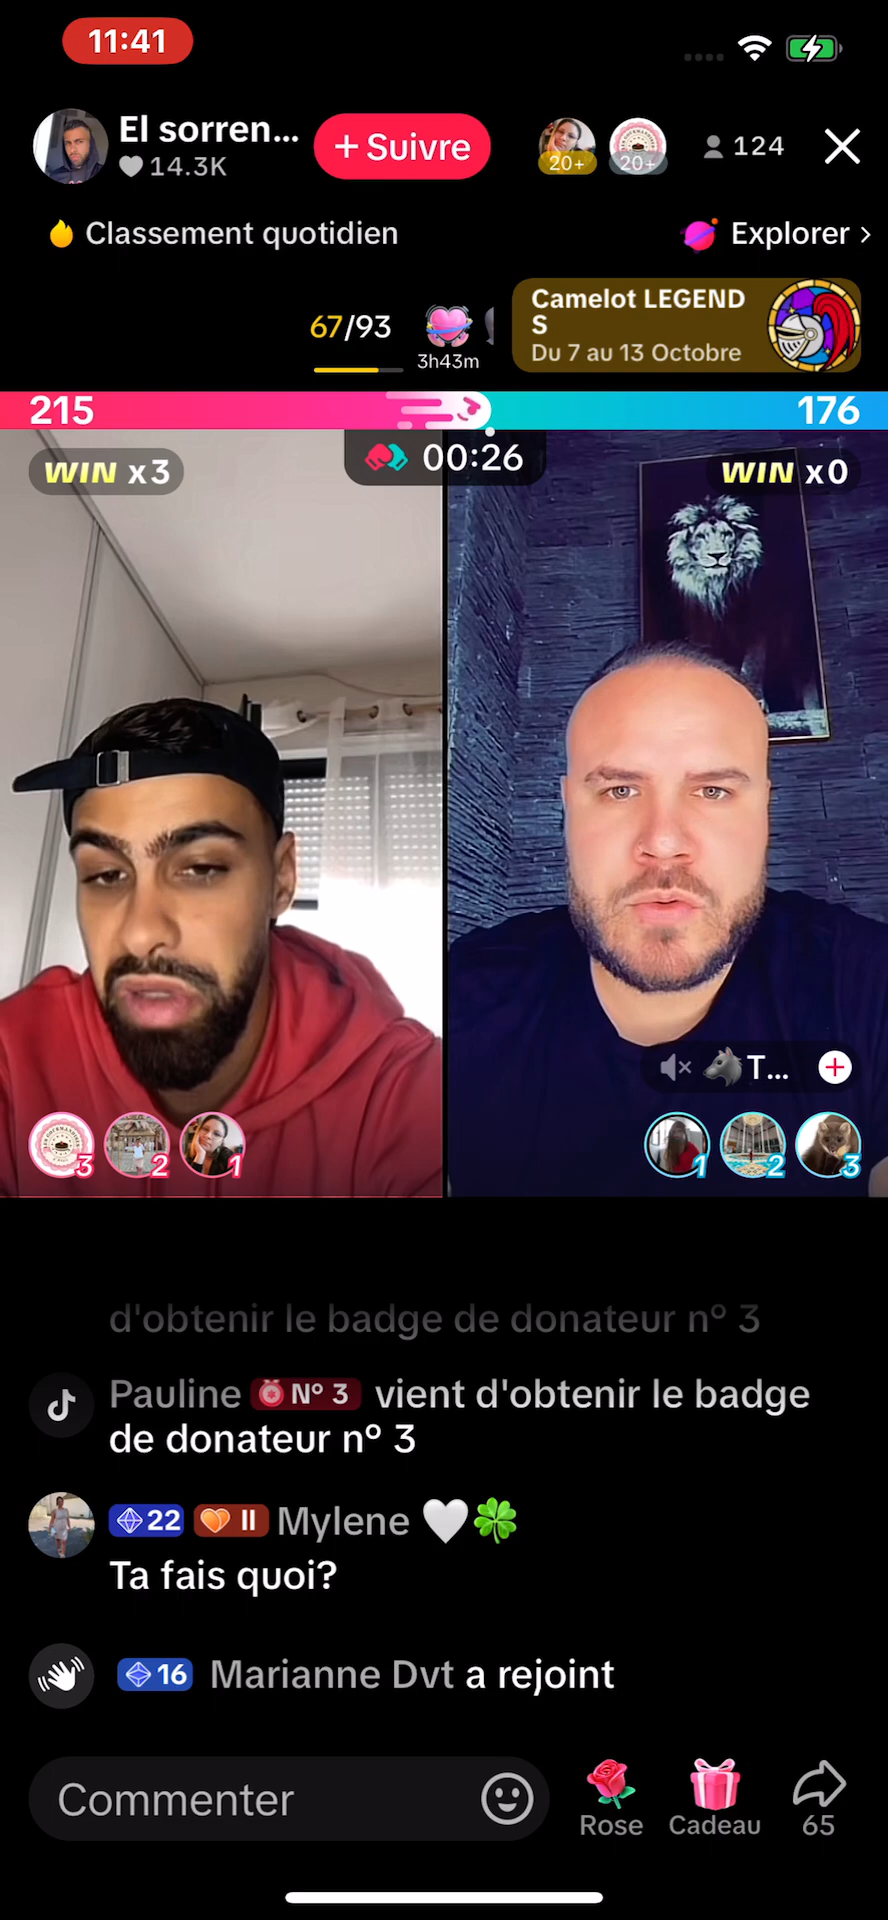 11:41
El sorren...
14.3K
+ Suivre
20+
20+
124
Classement quotidien
Explorer >
67/93
3h43m
Camelot LEGEND
S
Du 7 au 13 Octobre
215
176
WIN x3
00:26
WIN x0
T...
3
2
1
1
2
3
d'obtenir le badge de donateur nº 3
Pauline Nº 3 vient d'obtenir le badge
de donateur nº 3
22 II Mylene 🤍🍀
Ta fais quoi?
16 Marianne Dvt a rejoint
Commenter
Rose
Cadeau
65